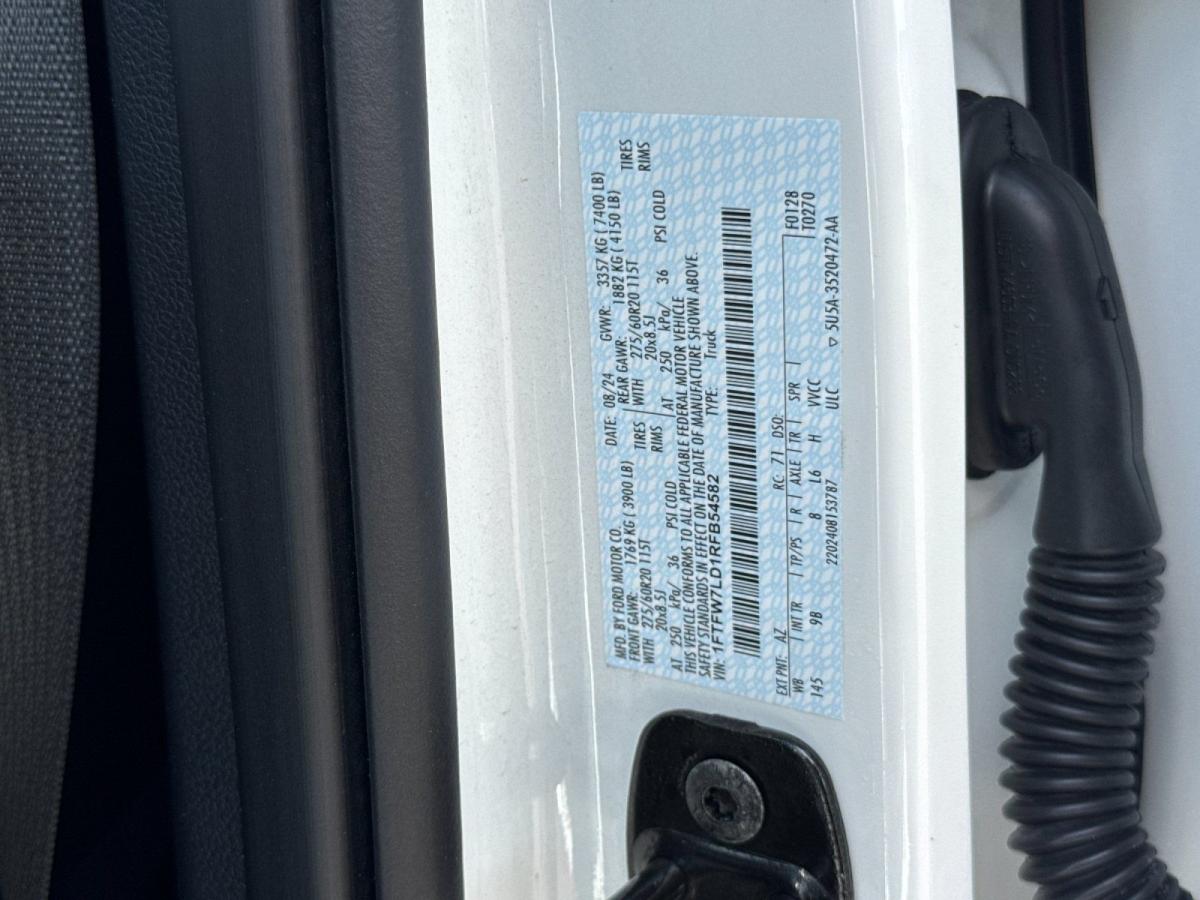 MFD. BY FORD MOTOR CO. DATE: 08/24 GVWR: 3357 KG ( 7400 LB)
FRONT GAWR: 1769 KG ( 3900 LB) REAR GAWR: 1882 KG ( 4150 LB)
WITH 275/60R20 115T TIRES WITH 275/60R20 115T TIRES
20x8.5J RIMS 20x8.5J RIMS
AT 250 kPa/ 36 PSI COLD AT 250 kPa/ 36 PSI COLD
THIS VEHICLE CONFORMS TO ALL APPLICABLE FEDERAL MOTOR VEHICLE
SAFETY STANDARDS IN EFFECT ON THE DATE OF MANUFACTURE SHOWN ABOVE.
VIN: 1FTFW7LD1RFB54582 TYPE: Truck
EXT PNT: AZ RC: 71 DSO: F0128
WB INT TR TP/PS R AXLE TR SPR T0270
145 9B 8 L6 H VVCC
2202408153787 ULC ▽ 5U5A-3520472-AA